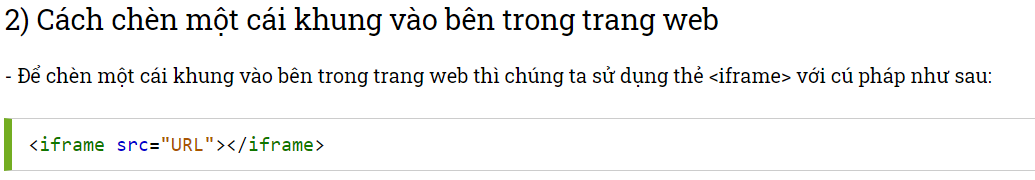 2) Cách chèn một cái khung vào bên trong trang web
- Để chèn một cái khung vào bên trong trang web thì chúng ta sử dụng thẻ <iframe> với cú pháp như sau:
<iframe src="URL"></iframe>